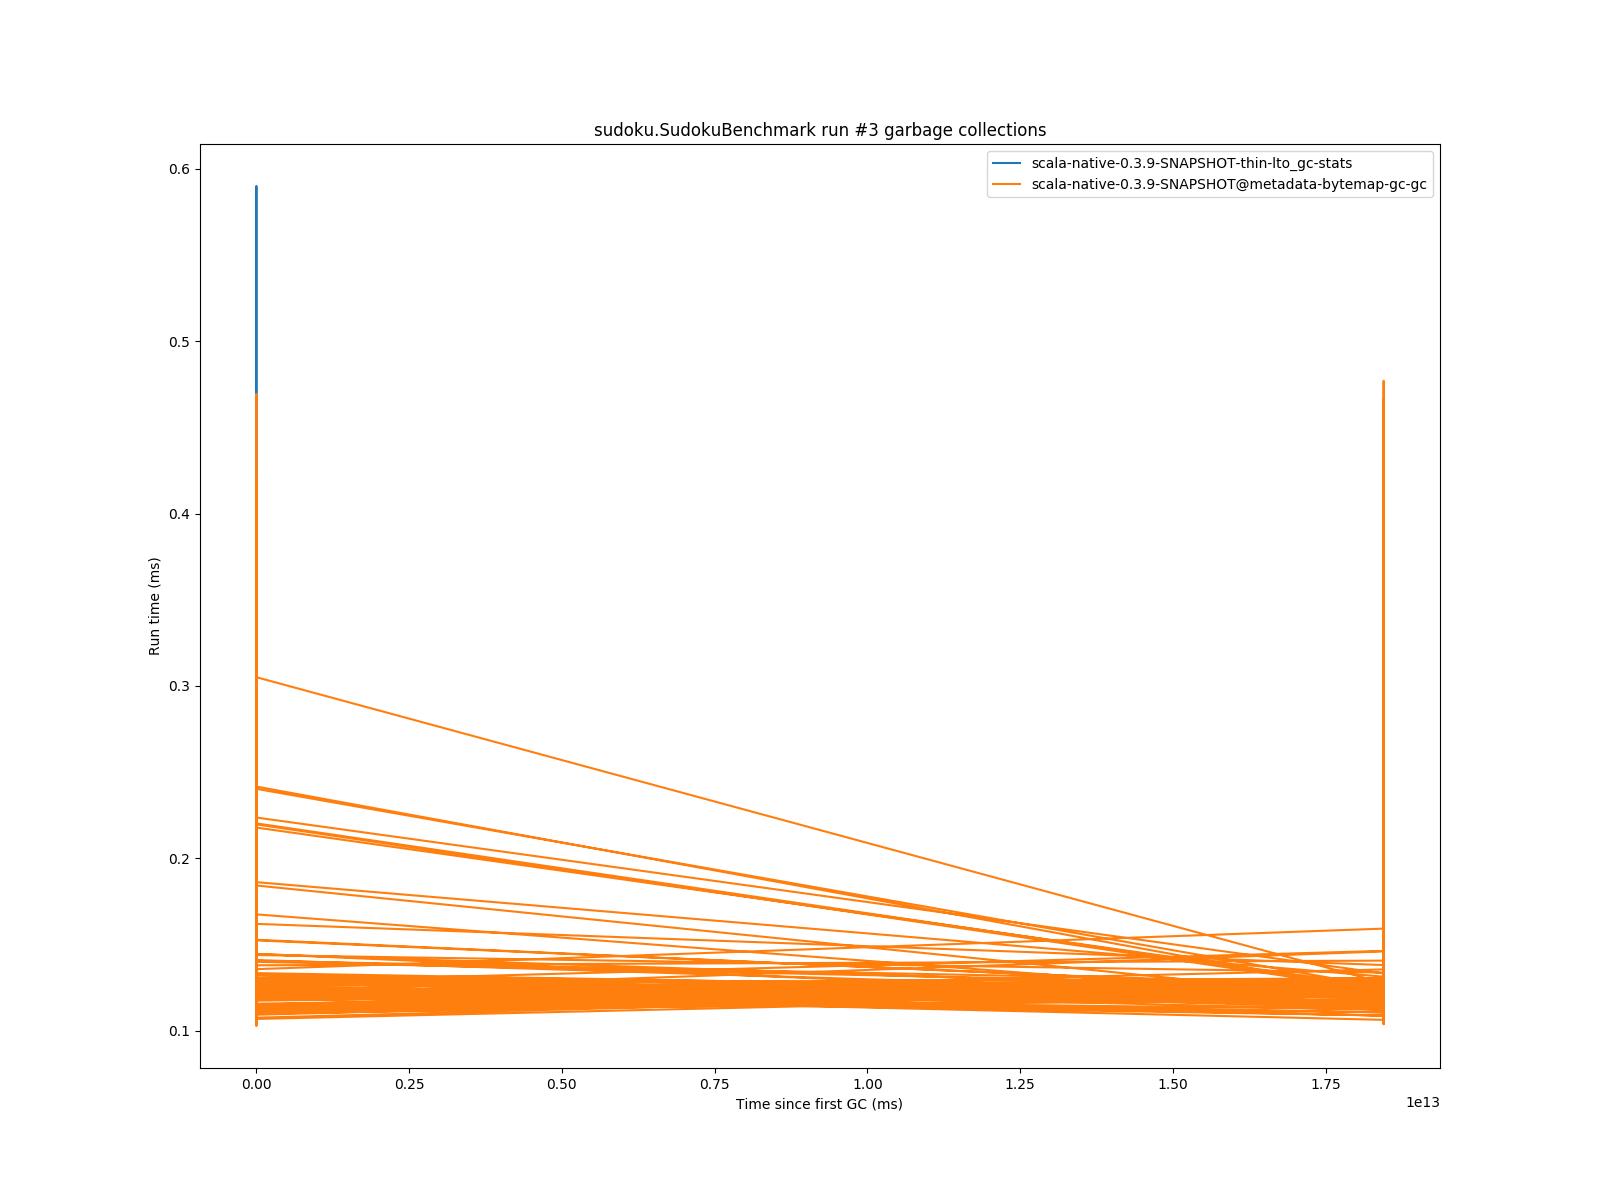 sudoku.SudokuBenchmark run #3 garbage collections
scala-native-0.3.9-SNAPSHOT-thin-lto_gc-stats
scala-native-0.3.9-SNAPSHOT@metadata-bytemap-gc-gc
0.6
0.5
0.4
0.3
0.2
0.1
Run time (ms)
0.00 0.25 0.50 0.75 1.00 1.25 1.50 1.75
1e13
Time since first GC (ms)